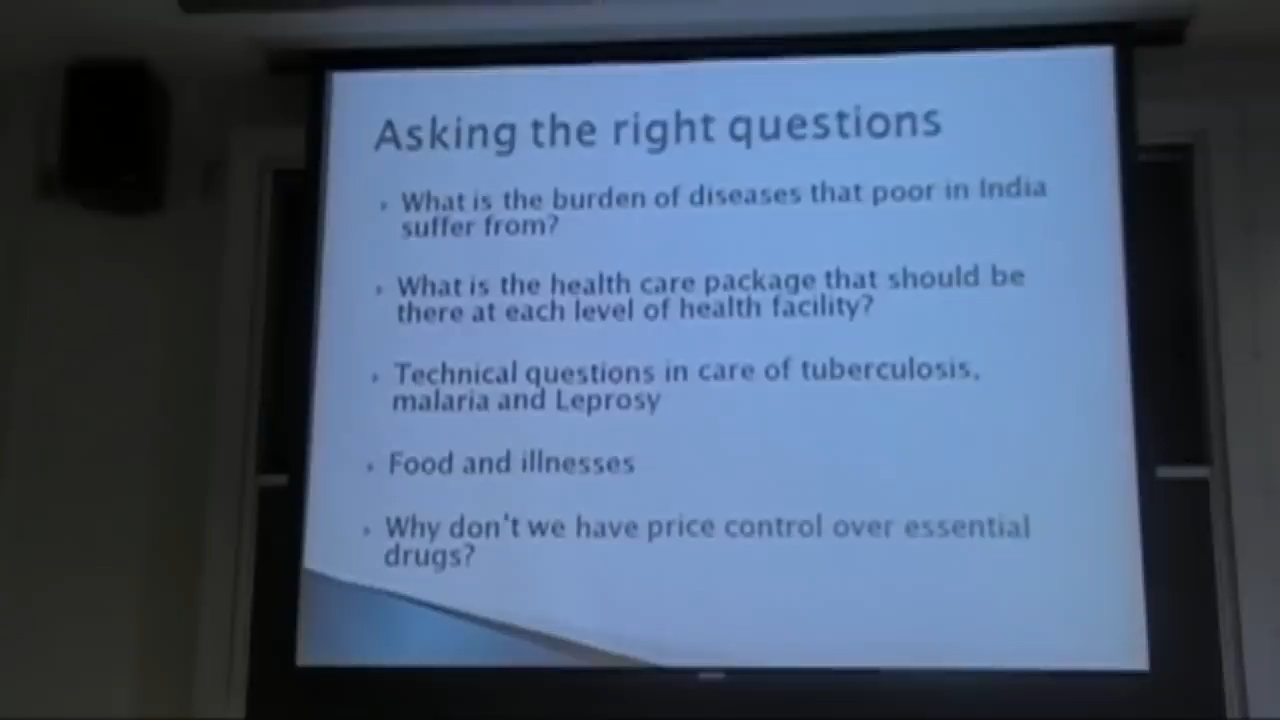 Asking the right questions
What is the burden of diseases that poor in India
suffer from?
What is the health care package that should be
there at each level of health facility?
Technical questions in care of tuberculosis,
malaria and Leprosy
Food and illnesses
Why don't we have price control over essential
drugs?